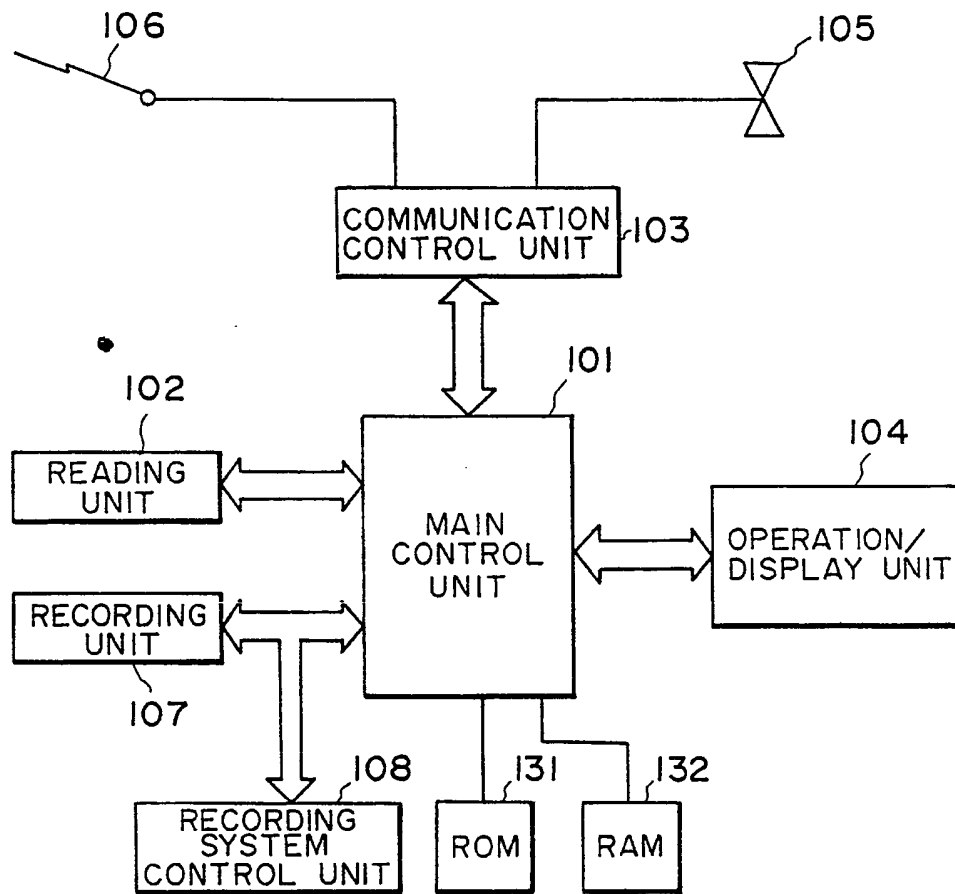 106
105
COMMUNICATION
CONTROL UNIT
103
101
102
READING
UNIT
104
MAIN
CONTROL
UNIT
OPERATION/
DISPLAY UNIT
RECORDING
UNIT
107
108
131
132
RECORDING
SYSTEM
CONTROL UNIT
ROM
RAM